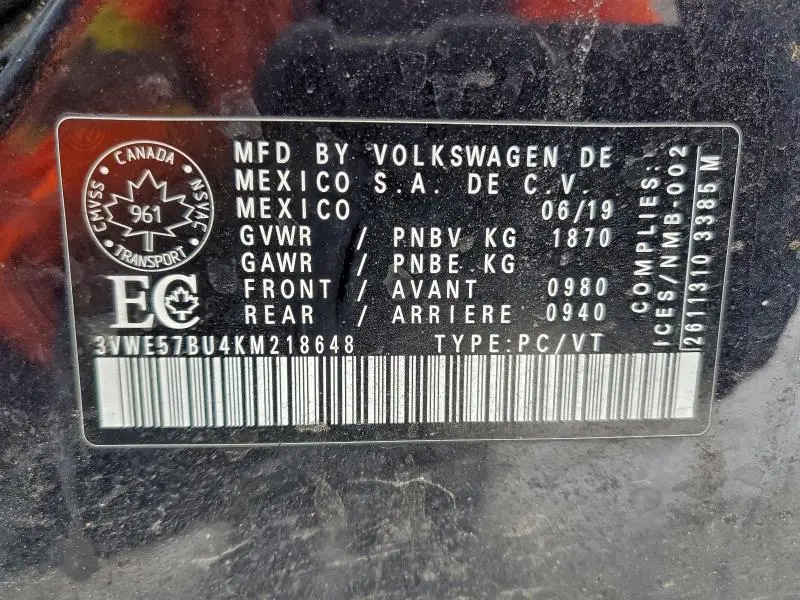 CANADA
CMVSS
NSVAC
961
TRANSPORT
EC
MFD BY VOLKSWAGEN DE
MEXICO S.A. DE C.V.
MEXICO 06/19
GVWR / PNBV KG 1870
GAWR / PNBE KG
FRONT / AVANT 0980
REAR / ARRIERE 0940
3VWE57BU4KM218648 TYPE:PC/VT
COMPLIES:
ICES/NMB-002
2611310 3385 M